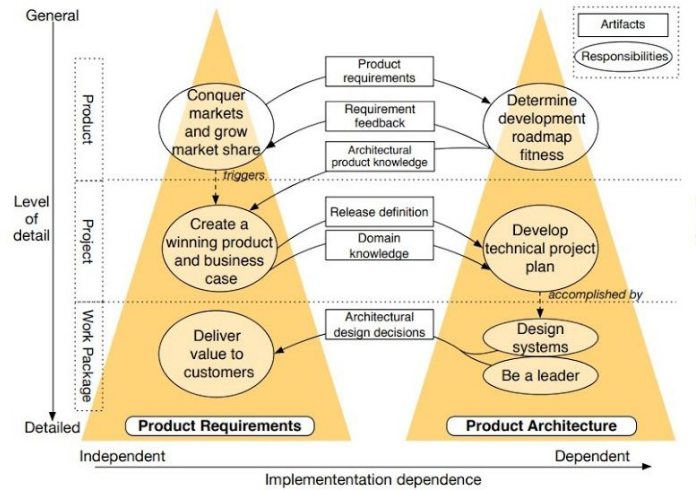 General
Artifacts
Responsibilities
Product
Product
requirements
Conquer
markets
and grow
market share
Requirement
feedback
Determine
development
roadmap
fitness
Architectural
product knowledge
triggers
Level
of
detail
Project
Create a
winning product
and business
case
Release definition
Domain
knowledge
Develop
technical project
plan
accomplished by
Work Package
Deliver
value to
customers
Architectural
design decisions
Design
systems
Be a leader
Detailed
Product Requirements
Product Architecture
Independent
Dependent
Implemententation dependence